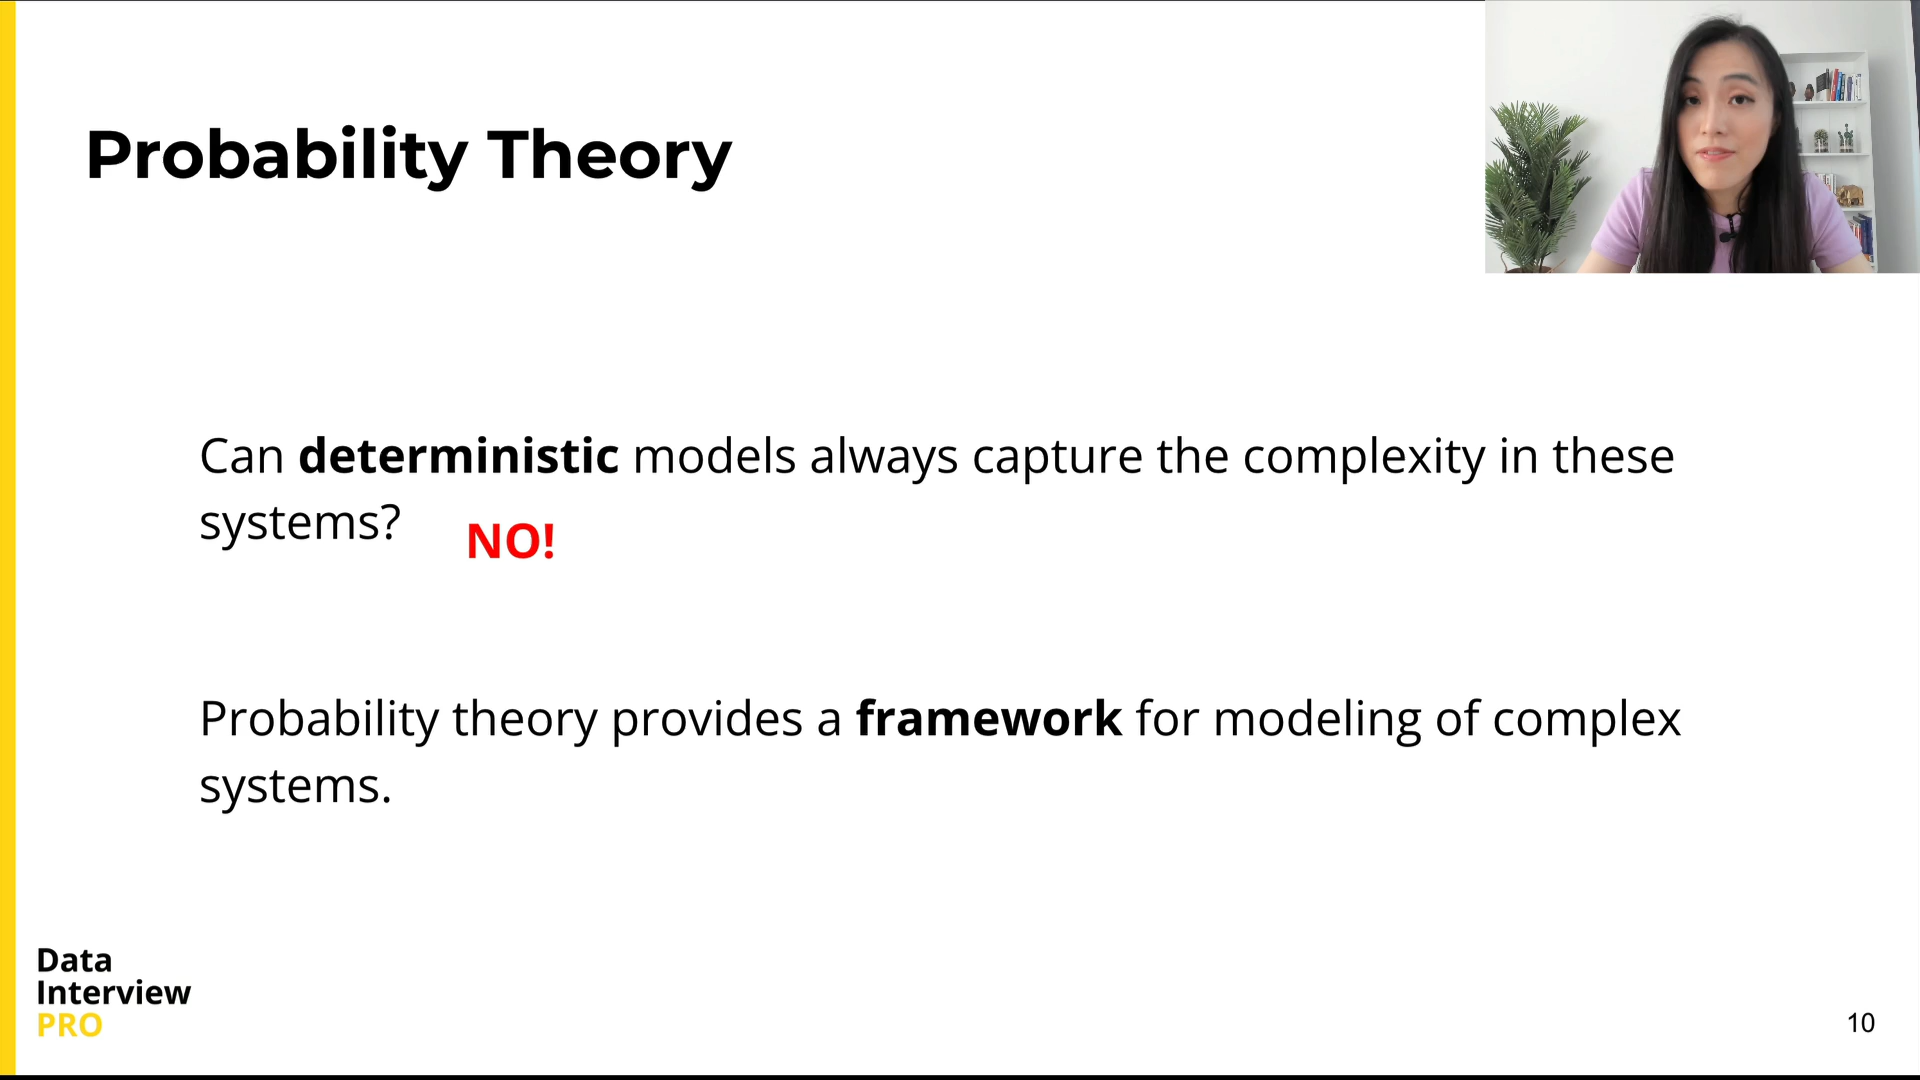 Probability Theory
Can deterministic models always capture the complexity in these
systems?
NO!
Probability theory provides a framework for modeling of complex
systems.
Data
Interview
PRO
10